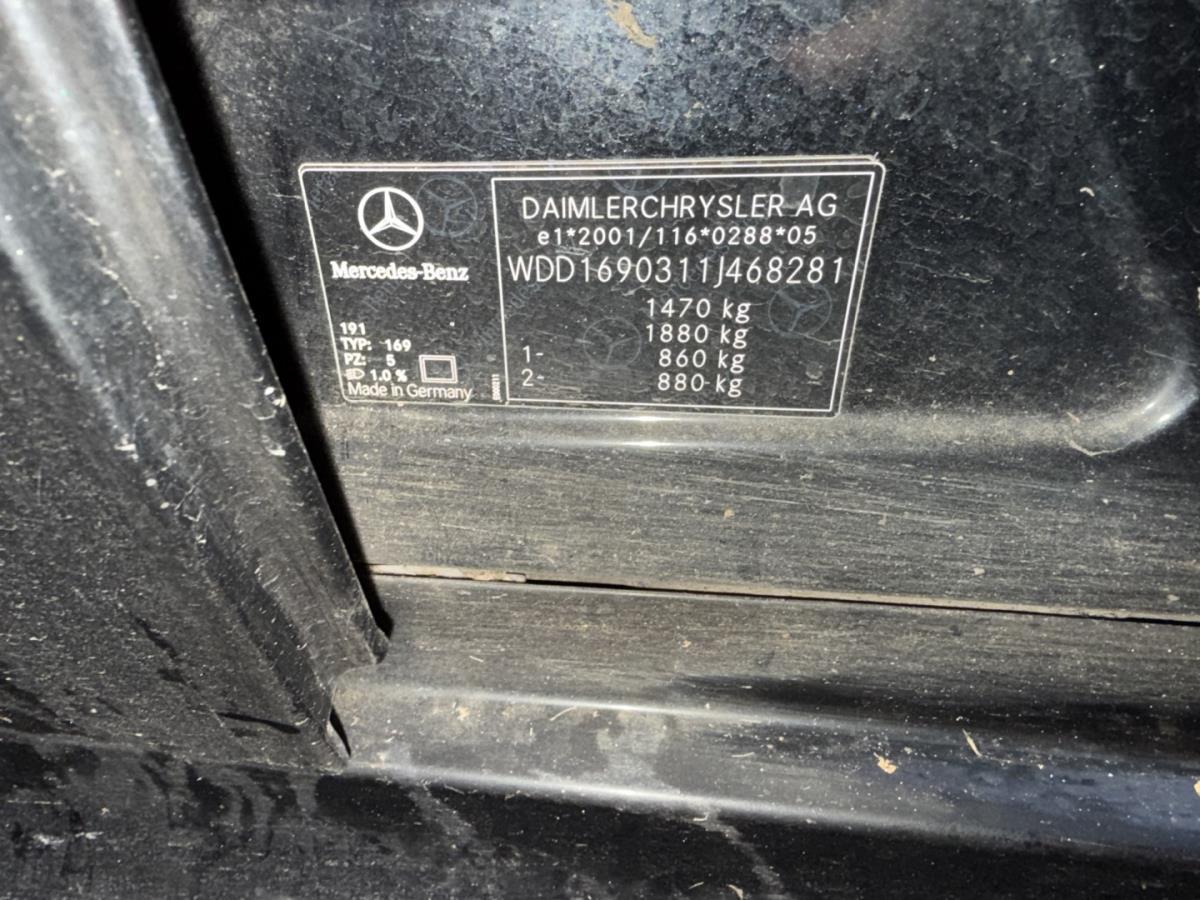 Mercedes-Benz
191
TYP: 169
PZ: 5
1.0 %
Made in Germany
DAIMLERCHRYSLER AG
e1*2001/116*0288*05
WDD1690311J468281
1470 kg
1880 kg
1- 860 kg
2- 880 kg